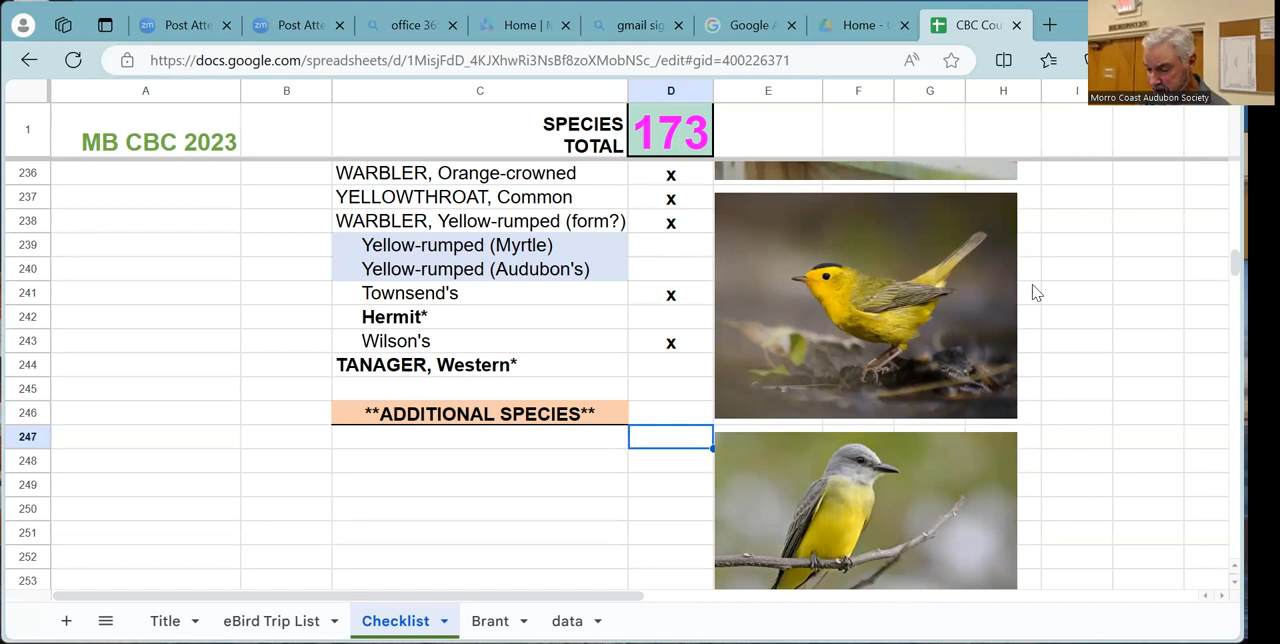 Post Atte
Post Atte
office 36
Home | N
gmail sig
Google A
Home - G
CBC Cou
https://docs.google.com/spreadsheets/d/1MisjFdD_4KJXhwRi3NsBf8zoXMobNSc_/edit#gid=400226371
Morro Coast Audubon Society
A B C D E F G H I
1 MB CBC 2023 SPECIES TOTAL 173
236 WARBLER, Orange-crowned x
237 YELLOWTHROAT, Common x
238 WARBLER, Yellow-rumped (form?) x
239 Yellow-rumped (Myrtle)
240 Yellow-rumped (Audubon's)
241 Townsend's x
242 Hermit*
243 Wilson's x
244 TANAGER, Western*
245
246 **ADDITIONAL SPECIES**
247
248
249
250
251
252
253
+ Title eBird Trip List Checklist Brant data